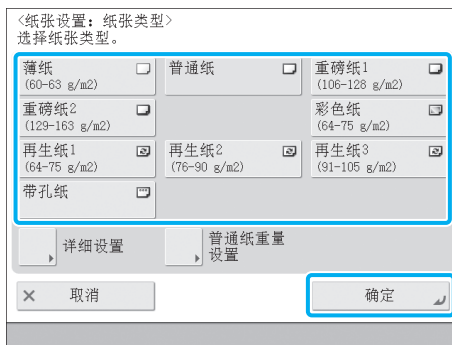 <纸张设置：纸张类型>
选择纸张类型。
薄纸
(60-63 g/m2)
普通纸
重磅纸1
(106-128 g/m2)
重磅纸2
(129-163 g/m2)
彩色纸
(64-75 g/m2)
再生纸1
(64-75 g/m2)
再生纸2
(76-90 g/m2)
再生纸3
(91-105 g/m2)
带孔纸
详细设置
普通纸重量
设置
取消
确定